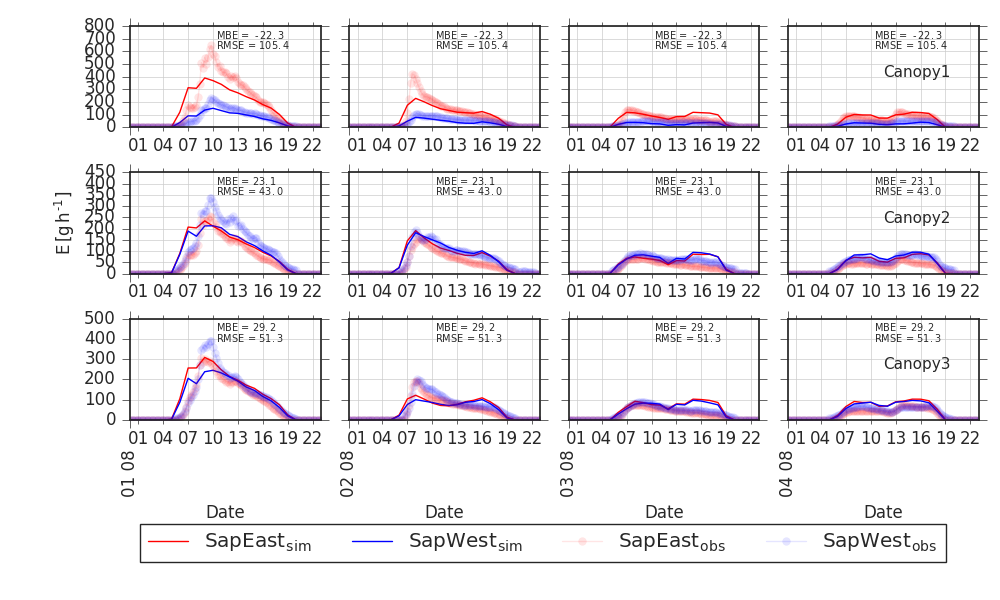 800
700
600
500
400
300
200
100
0
MBE = -22.3
RMSE = 105.4
MBE = -22.3
RMSE = 105.4
MBE = -22.3
RMSE = 105.4
MBE = -22.3
RMSE = 105.4
Canopy1
01 04 07 10 13 16 19 22
01 04 07 10 13 16 19 22
01 04 07 10 13 16 19 22
01 04 07 10 13 16 19 22
E [g h⁻¹]
450
400
350
300
250
200
150
100
50
0
MBE = 23.1
RMSE = 43.0
MBE = 23.1
RMSE = 43.0
MBE = 23.1
RMSE = 43.0
MBE = 23.1
RMSE = 43.0
Canopy2
01 04 07 10 13 16 19 22
01 04 07 10 13 16 19 22
01 04 07 10 13 16 19 22
01 04 07 10 13 16 19 22
500
400
300
200
100
0
MBE = 29.2
RMSE = 51.3
MBE = 29.2
RMSE = 51.3
MBE = 29.2
RMSE = 51.3
MBE = 29.2
RMSE = 51.3
Canopy3
01 04 07 10 13 16 19 22
01 04 07 10 13 16 19 22
01 04 07 10 13 16 19 22
01 04 07 10 13 16 19 22
01 08
02 08
03 08
04 08
Date
Date
Date
Date
SapEast_sim
SapWest_sim
SapEast_obs
SapWest_obs